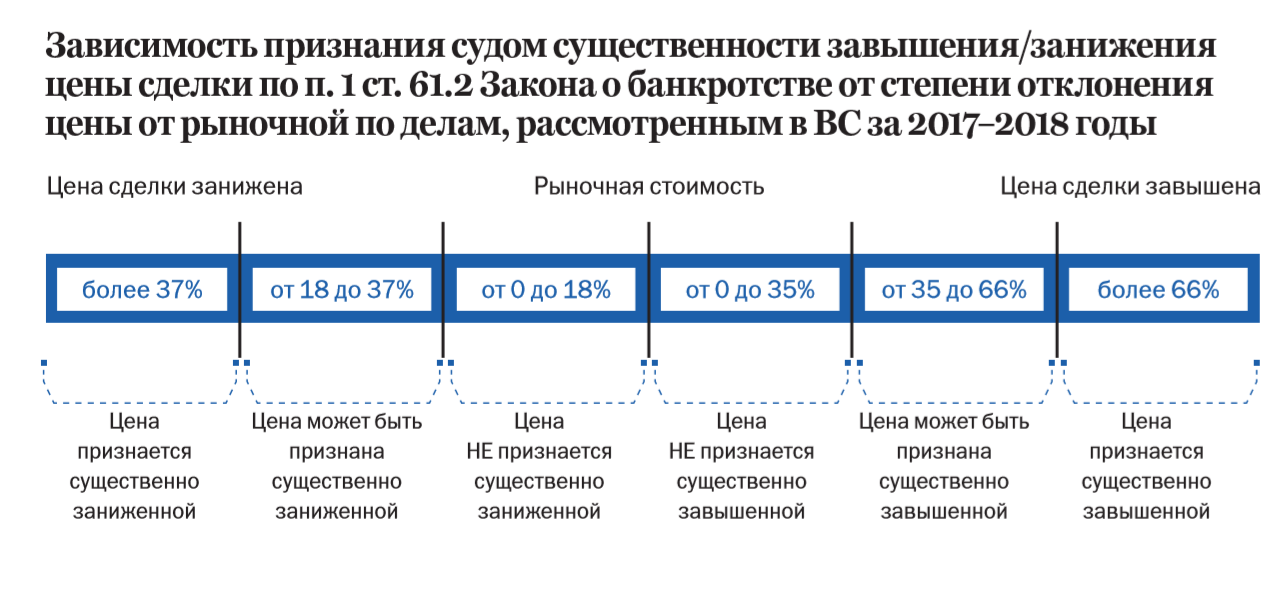 Зависимость признания судом существенности завышения/занижения
цены сделки по п. 1 ст. 61.2 Закона о банкротстве от степени отклонения
цены от рыночной по делам, рассмотренным в ВС за 2017–2018 годы
Цена сделки занижена
Рыночная стоимость
Цена сделки завышена
более 37%
от 18 до 37%
от 0 до 18%
от 0 до 35%
от 35 до 66%
более 66%
Цена
признается
существенно
заниженной
Цена может быть
признана
существенно
заниженной
Цена
НЕ признается
существенно
заниженной
Цена
НЕ признается
существенно
завышенной
Цена может быть
признана
существенно
завышенной
Цена
признается
существенно
завышенной